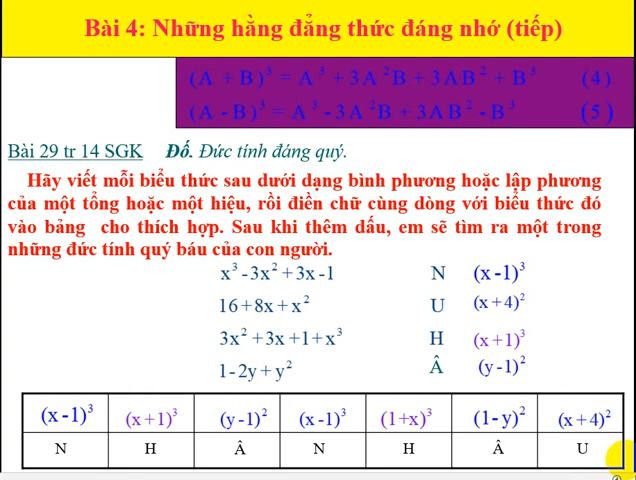 Bài 4: Những hằng đẳng thức đáng nhớ (tiếp)
(A + B)³ = A³ + 3A²B + 3AB² + B³ (4)
(A - B)³ = A³ - 3A²B + 3AB² - B³ (5)
Bài 29 tr 14 SGK Đố. Đức tính đáng quý.
Hãy viết mỗi biểu thức sau dưới dạng bình phương hoặc lập phương
của một tổng hoặc một hiệu, rồi điền chữ cùng dòng với biểu thức đó
vào bảng cho thích hợp. Sau khi thêm dấu, em sẽ tìm ra một trong
những đức tính quý báu của con người.
x³ - 3x² + 3x - 1 N (x - 1)³
16 + 8x + x² U (x + 4)²
3x² + 3x + 1 + x³ H (x + 1)³
1 - 2y + y² Â (y - 1)²
(x - 1)³ (x + 1)³ (y - 1)² (x - 1)³ (1 + x)³ (1 - y)² (x + 4)²
N H Â N H Â U